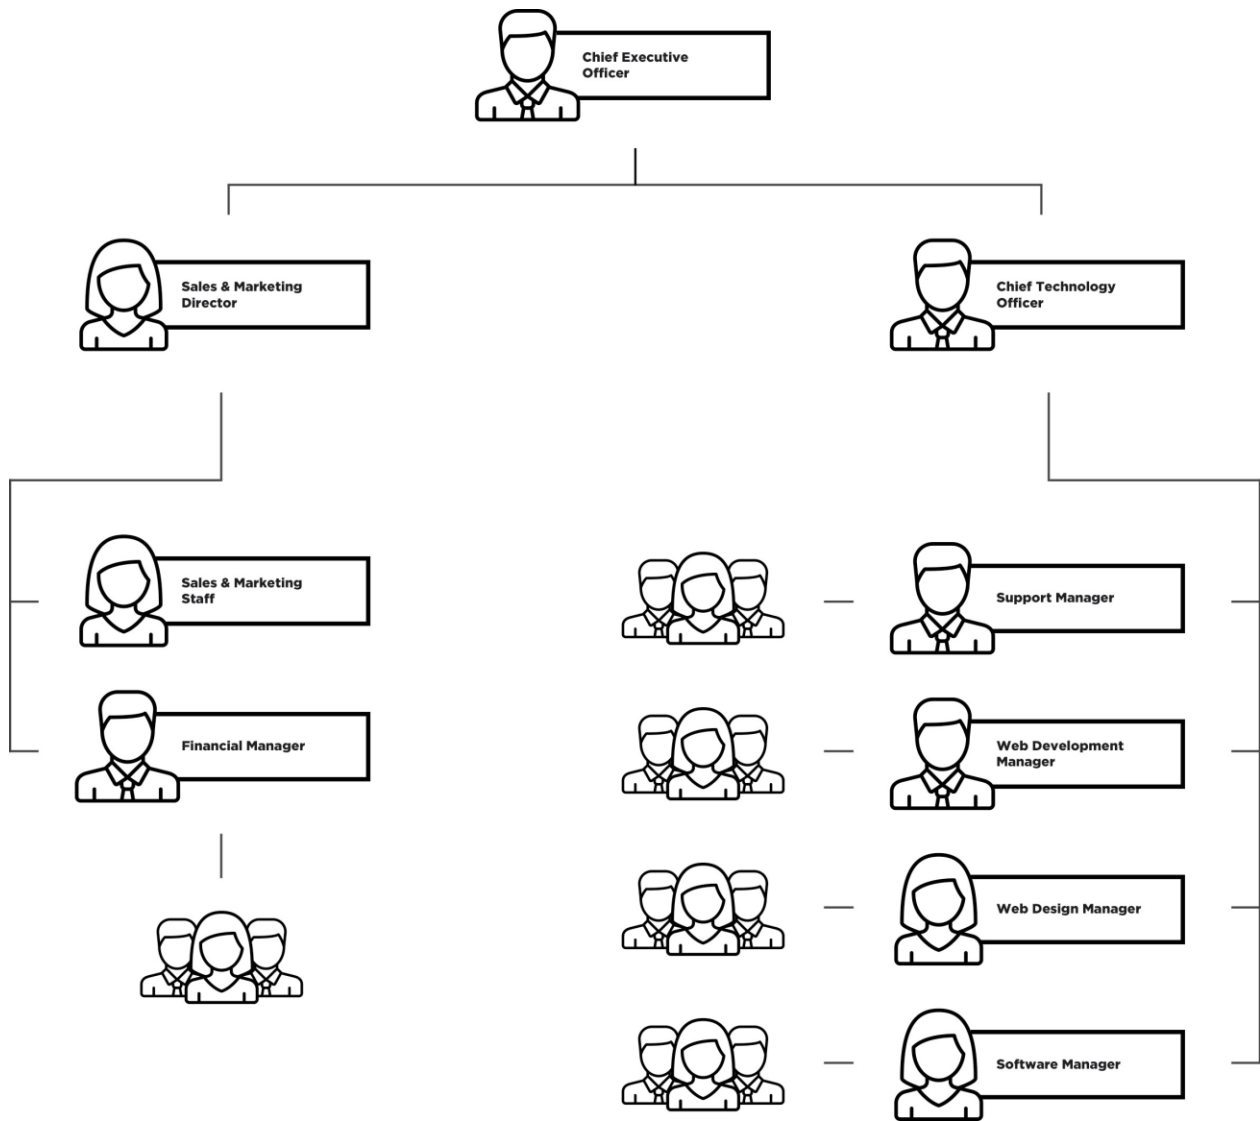 Chief Executive
Officer
Sales & Marketing
Director
Chief Technology
Officer
Sales & Marketing
Staff
Financial Manager
Support Manager
Web Development
Manager
Web Design Manager
Software Manager